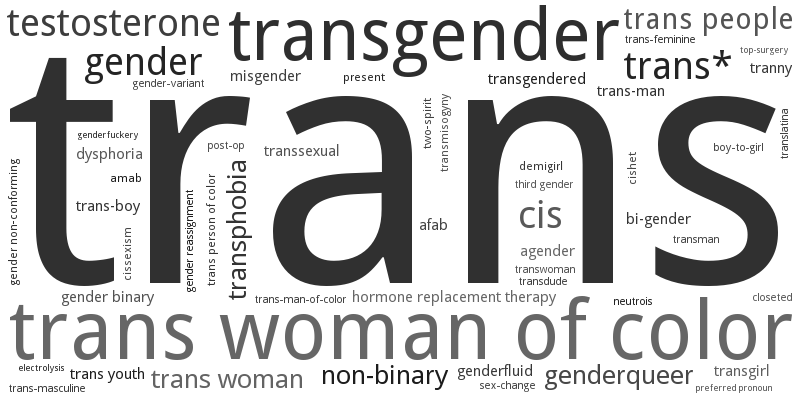 testosterone
transgender
trans people
trans-feminine
top-surgery
gender
gender-variant
misgender
present
transgendered
trans*
tranny
trans-man
trans
genderfuckery
dysphoria
amab
trans-boy
post-op
transsexual
two-spirit
transmisogyny
demigirl
third gender
cishet
boy-to-girl
translatina
gender non-conforming
cissexism
gender reassignment
trans person of color
transphobia
afab
cis
agender
transwoman
transdude
bi-gender
transman
gender binary
trans-man-of-color
hormone replacement therapy
neutrois
closeted
trans woman of color
electrolysis
trans-masculine
trans youth
trans woman
non-binary
genderfluid
sex-change
genderqueer
transgirl
preferred pronoun